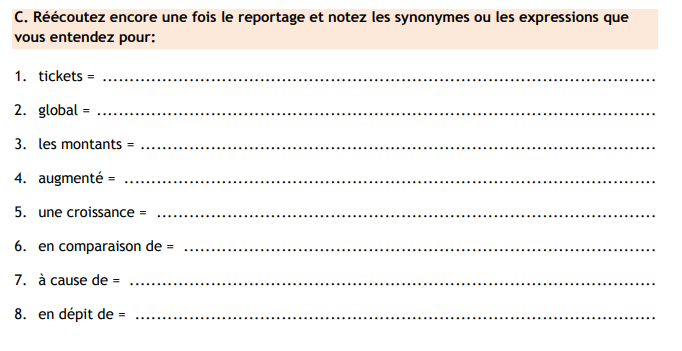 C. Réécoutez encore une fois le reportage et notez les synonymes ou les expressions que
vous entendez pour:
1. tickets = ....................................................................................................
2. global = ....................................................................................................
3. les montants = ............................................................................................
4. augmenté = ...............................................................................................
5. une croissance = .........................................................................................
6. en comparaison de = ....................................................................................
7. à cause de = ..............................................................................................
8. en dépit de = .............................................................................................